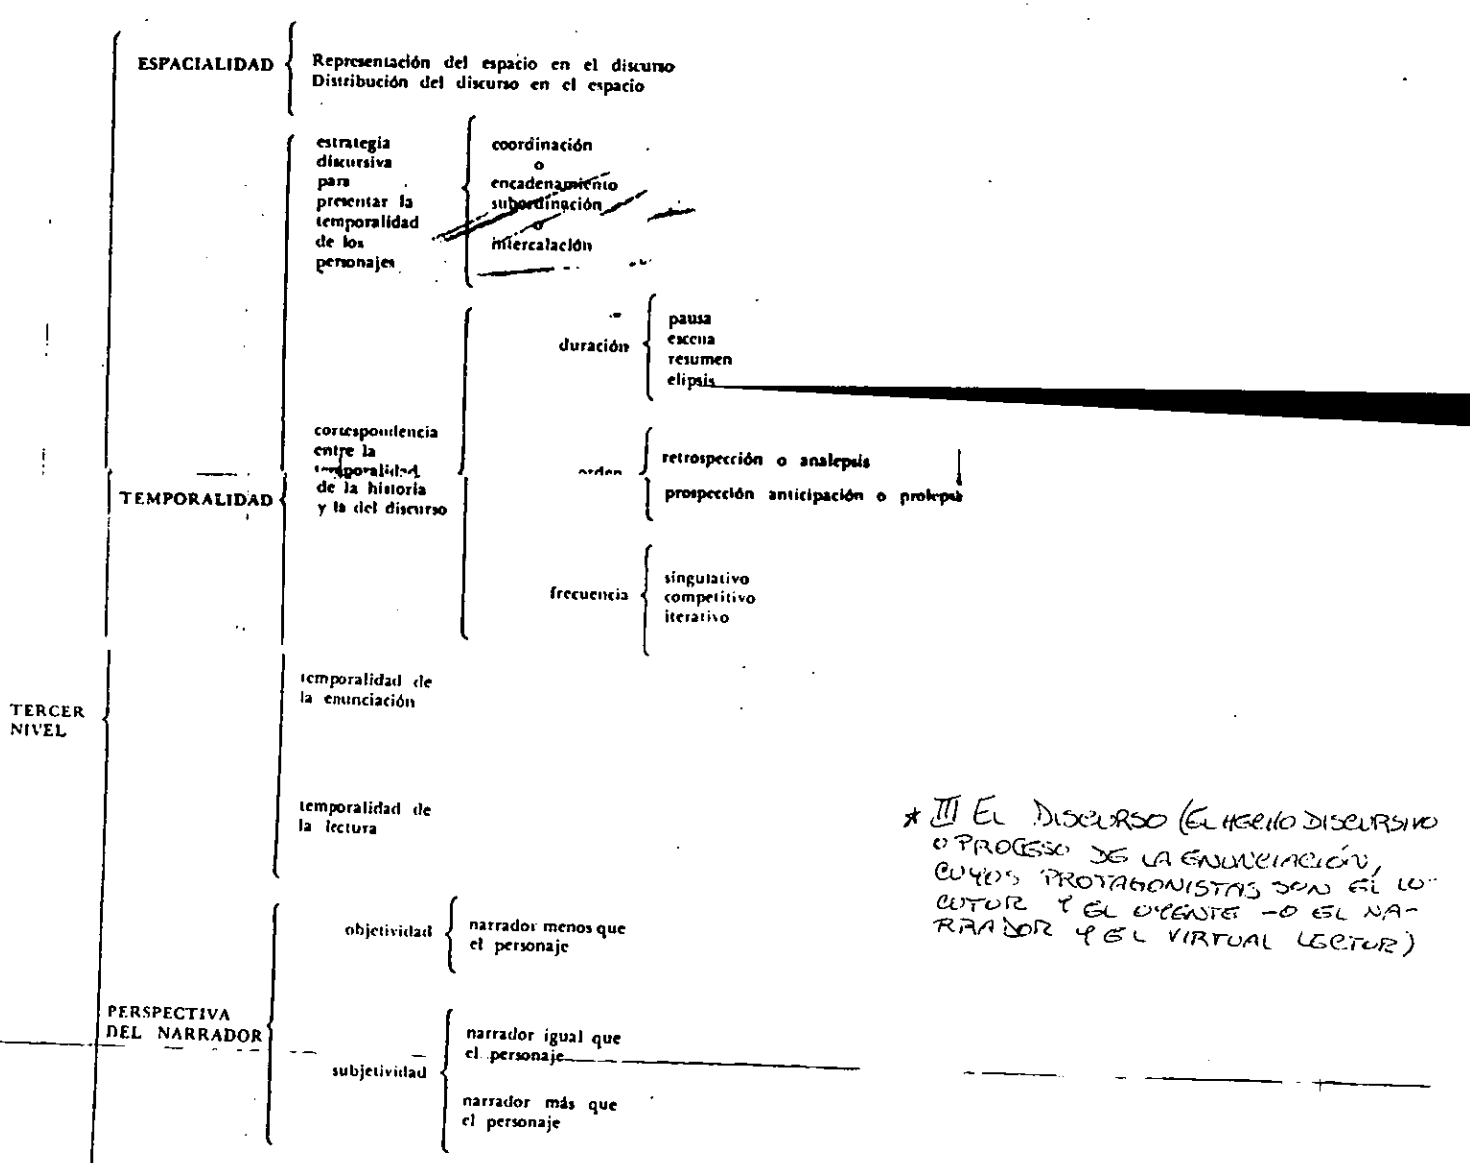 ESPACIALIDAD
Representación del espacio en el discurso
Distribución del discurso en el espacio
estrategia
discursiva
para
presentar la
temporalidad
de los
personajes
coordinación
o
encadenamiento
subordinación
o
intercalación
duración
pausa
escena
resumen
elipsis
TEMPORALIDAD
correspondencia
entre la
temporalidad
de la historia
y la del discurso
orden
retrospección o analepsis
prospección anticipación o prolepsis
frecuencia
singulativo
competitivo
iterativo
TERCER
NIVEL
temporalidad de
la enunciación
temporalidad de
la lectura
* III EL DISCURSO (EL HECHO DISCURSIVO
O PROCESO DE LA ENUNCIACIÓN,
CUYOS PROTAGONISTAS SON EL LO-
CUTOR Y EL OYENTE -O EL NA-
RRADOR Y EL VIRTUAL LECTOR)
PERSPECTIVA
DEL NARRADOR
objetividad
narrador menos que
el personaje
subjetividad
narrador igual que
el personaje
narrador más que
el personaje